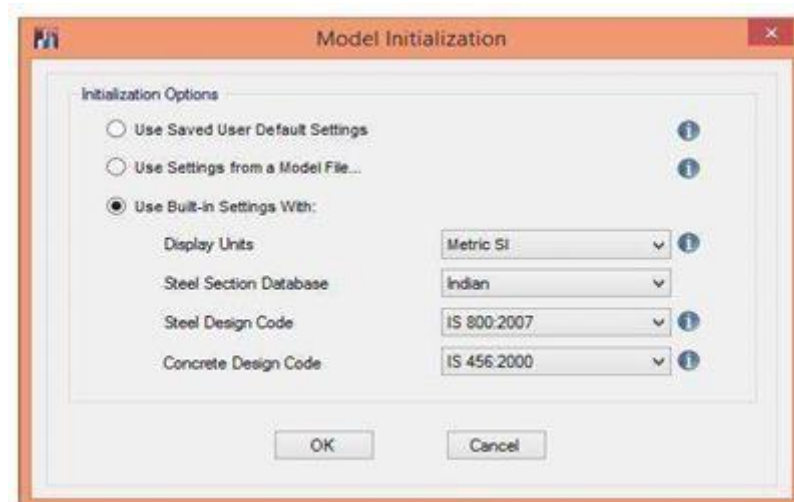 Model Initialization
Initialization Options
Use Saved User Default Settings
Use Settings from a Model File...
Use Built-in Settings With:
Display Units Metric SI
Steel Section Database Indian
Steel Design Code IS 800:2007
Concrete Design Code IS 456:2000
OK Cancel